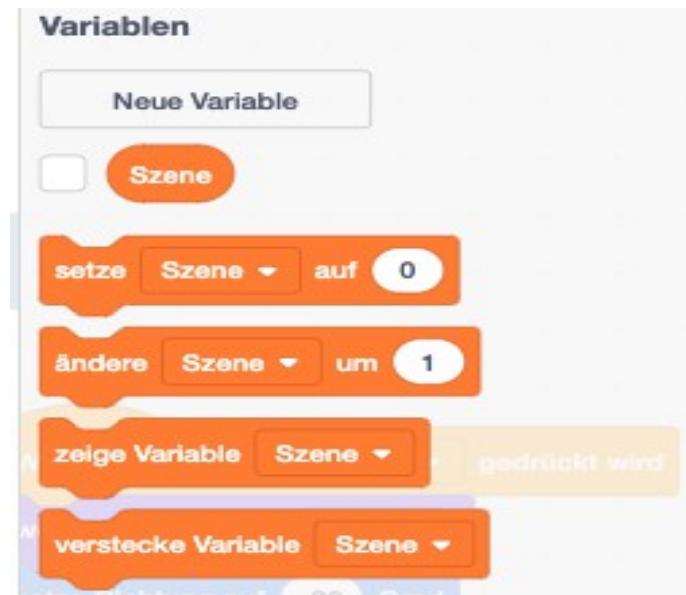 Variablen
Neue Variable
Szene
setze Szene auf 0
ändere Szene um 1
zeige Variable Szene
gedrückt wird
verstecke Variable Szene